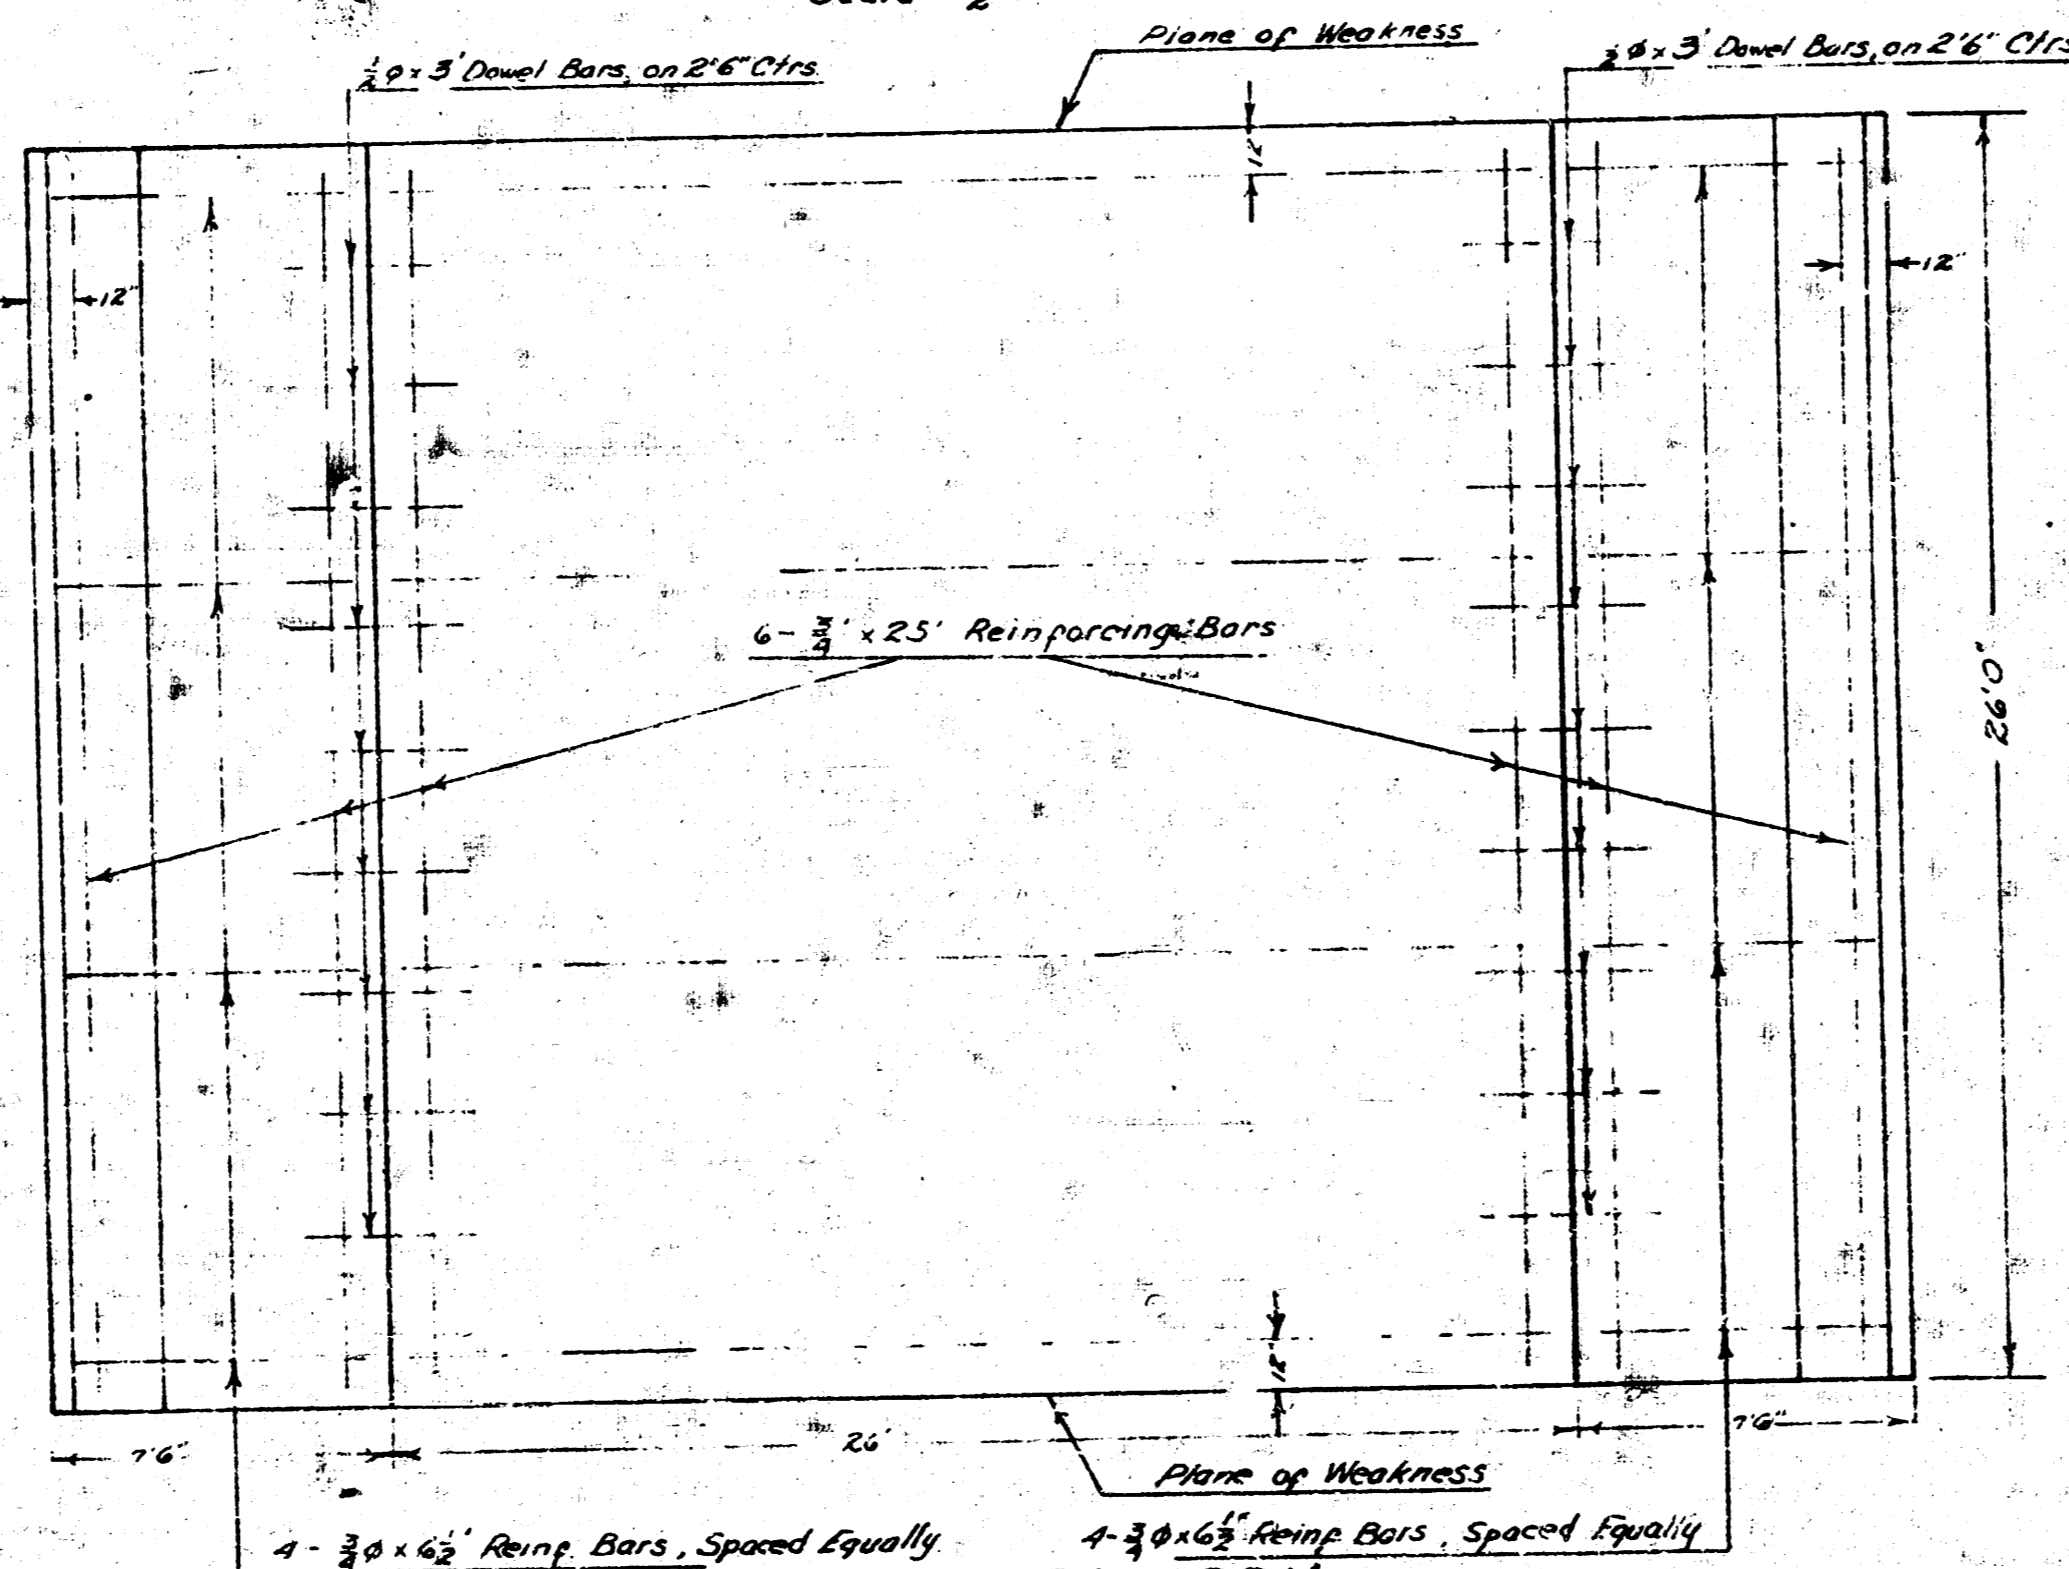 ½ φ x 3' Dowel Bars, on 2'6" Ctrs.
Plane of Weakness
½ φ x 3' Dowel Bars, on 2'6" Ctrs
12"
12"
12"
6 - ¾' x 25' Reinforcing Bars
26'0"
12"
7'6"
26'
7'6"
Plane of Weakness
4 - ¾ φ x 6½' Reinf. Bars, Spaced Equally
4 - ¾ φ x 6½" Reinf Bars, Spaced Equally